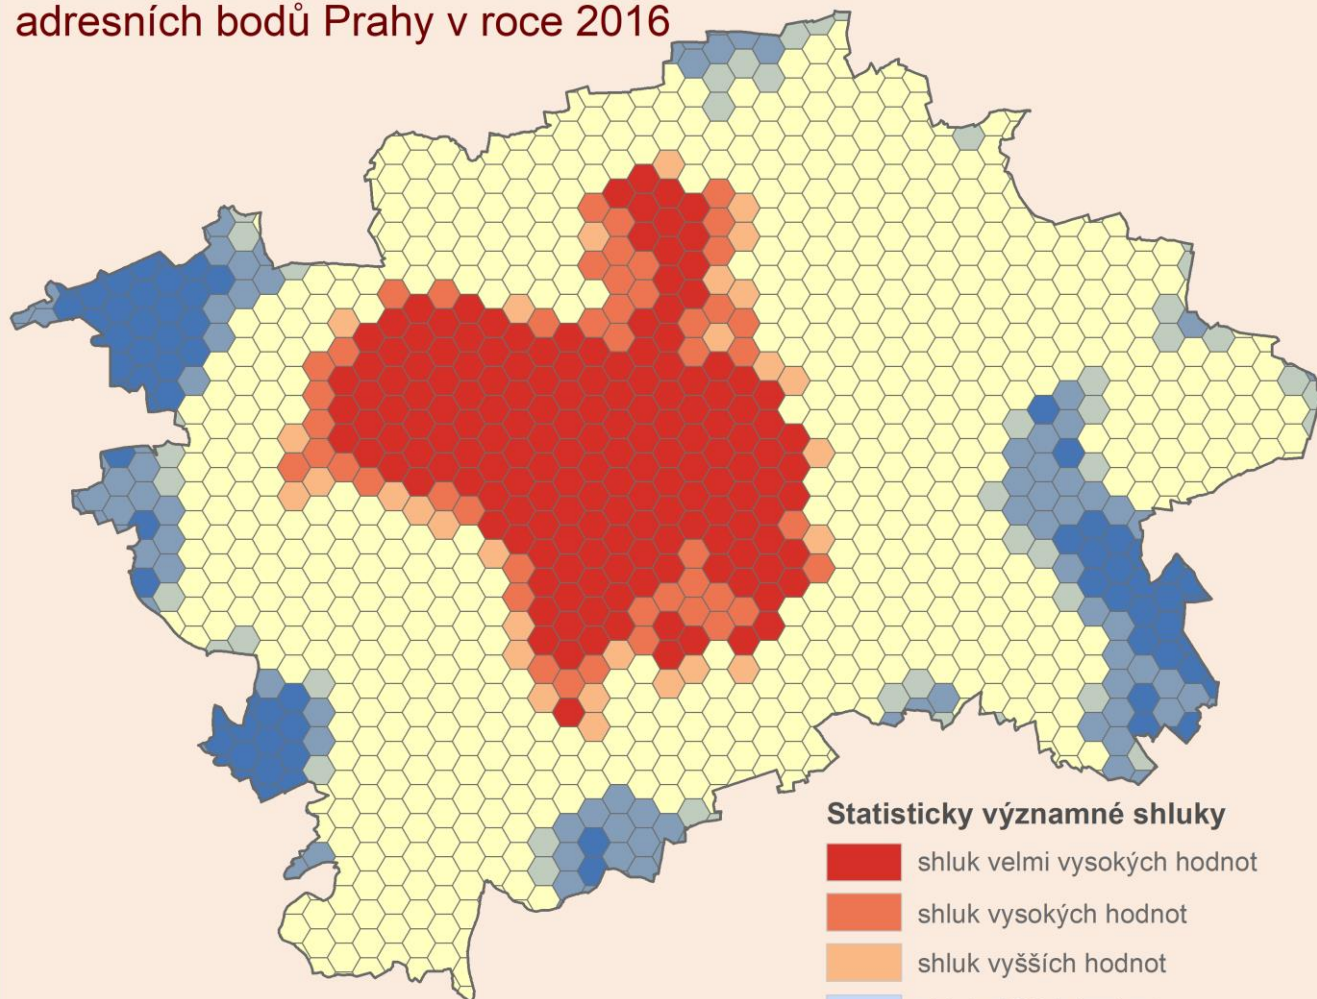 adresních bodů Prahy v roce 2016
Statisticky významné shluky
shluk velmi vysokých hodnot
shluk vysokých hodnot
shluk vyšších hodnot